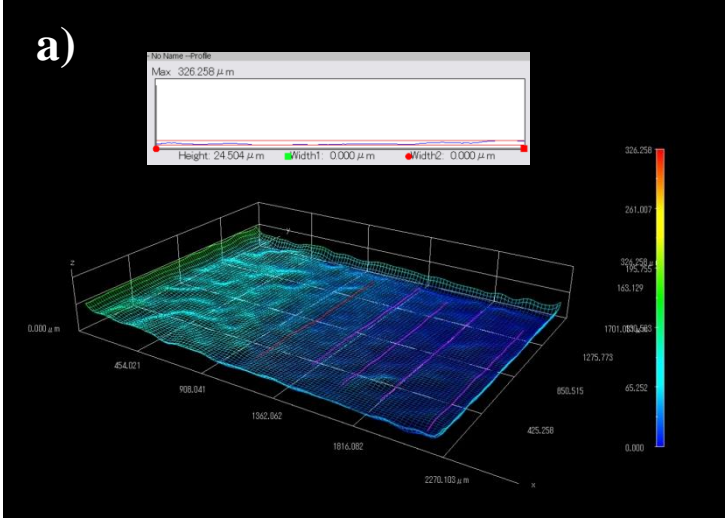 a)
- No Name --Profile
Max 326.258 μm
Height: 24.504 μm Width1: 0.000 μm Width2: 0.000 μm
326.258
261.007
195.755
163.129
65.252
0.000
z
y
x
0.000 μm
454.021
908.041
1362.062
1816.082
2270.103 μm
425.258
850.515
1275.773